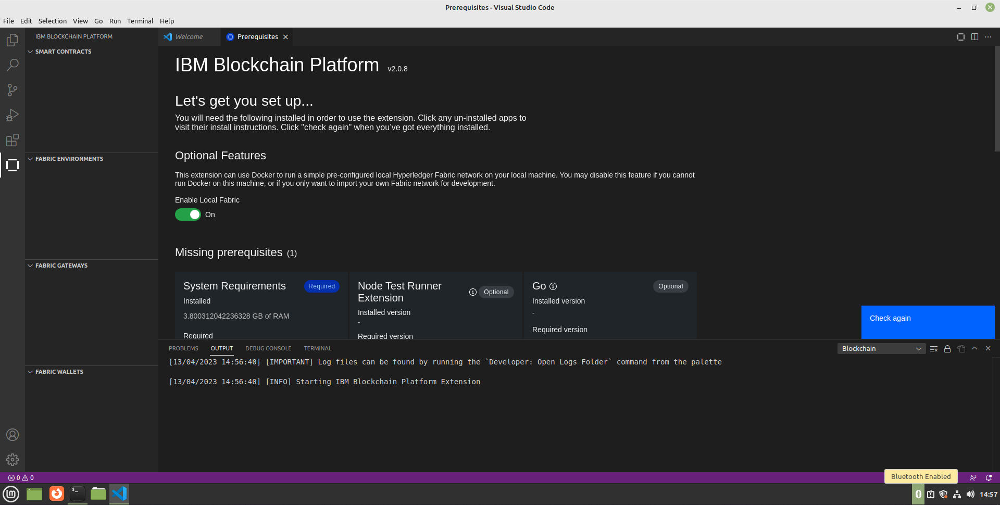 Prerequisites - Visual Studio Code
File Edit Selection View Go Run Terminal Help
IBM BLOCKCHAIN PLATFORM
SMART CONTRACTS
FABRIC ENVIRONMENTS
FABRIC GATEWAYS
FABRIC WALLETS
Welcome
Prerequisites
IBM Blockchain Platform v2.0.8
Let's get you set up...
You will need the following installed in order to use the extension. Click any un-installed apps to
visit their install instructions. Click "check again" when you’ve got everything installed.
Optional Features
This extension can use Docker to run a simple pre-configured local Hyperledger Fabric network on your local machine. You may disable this feature if you cannot
run Docker on this machine, or if you only want to import your own Fabric network for development.
Enable Local Fabric
On
Missing prerequisites (1)
System Requirements Required
Installed
3.800312042236328 GB of RAM
Required
Node Test Runner
Extension
Optional
Installed version
-
Required version
Go Optional
Installed version
-
Required version
Check again
PROBLEMS OUTPUT DEBUG CONSOLE TERMINAL
Blockchain
[13/04/2023 14:56:40] [IMPORTANT] Log files can be found by running the `Developer: Open Logs Folder` command from the palette
[13/04/2023 14:56:40] [INFO] Starting IBM Blockchain Platform Extension
0 0
Bluetooth Enabled
14:57